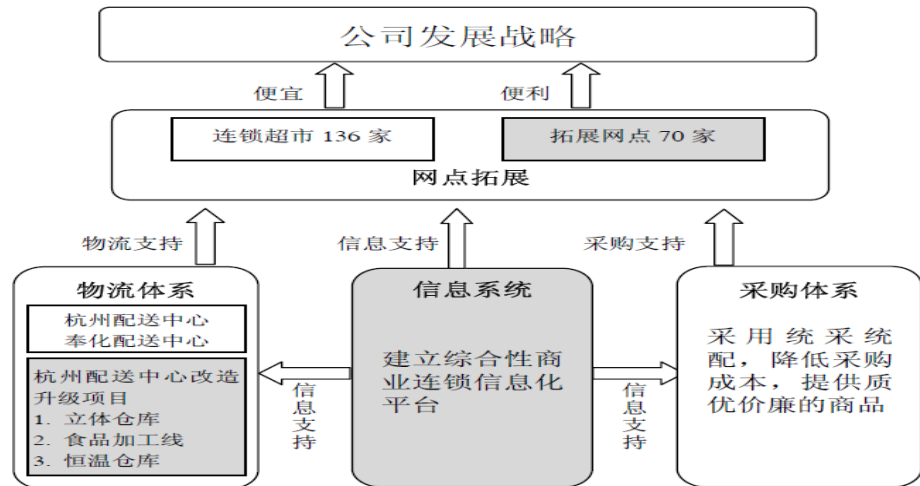 公司发展战略
便宜
便利
连锁超市 136 家
拓展网点 70 家
网点拓展
物流支持
信息支持
采购支持
物流体系
杭州配送中心
奉化配送中心
杭州配送中心改造
升级项目
1. 立体仓库
2. 食品加工线
3. 恒温仓库
信息支持
信息系统
建立综合性商
业连锁信息化
平台
信息支持
采购体系
采用统采统
配，降低采购
成本，提供质
优价廉的商品